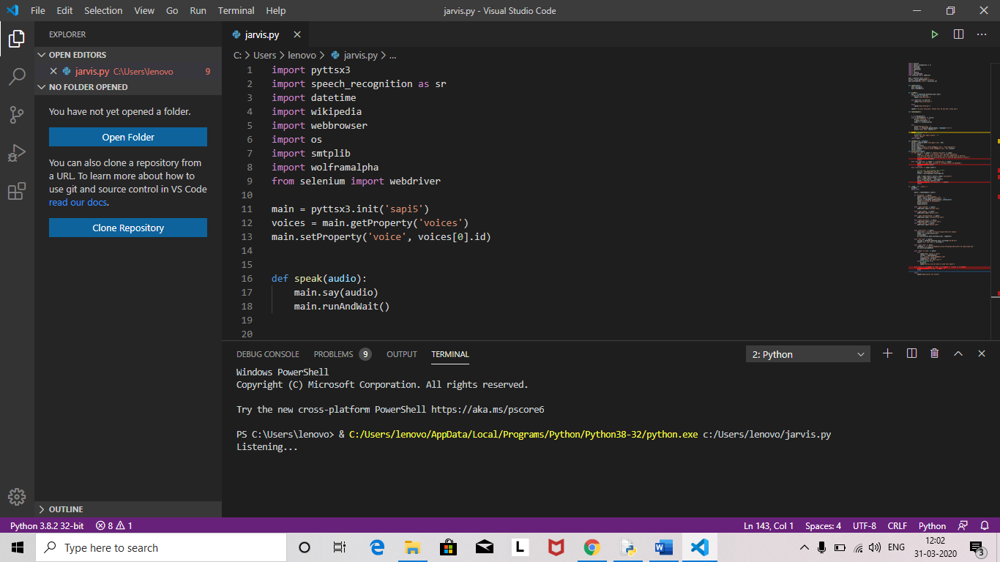 File Edit Selection View Go Run Terminal Help
jarvis.py - Visual Studio Code
EXPLORER
OPEN EDITORS
jarvis.py C:\Users\lenovo 9
NO FOLDER OPENED
You have not yet opened a folder.
Open Folder
You can also clone a repository from
a URL. To learn more about how to
use git and source control in VS Code
read our docs.
Clone Repository
OUTLINE
jarvis.py
C: > Users > lenovo > jarvis.py > ...
1 import pyttsx3
2 import speech_recognition as sr
3 import datetime
4 import wikipedia
5 import webbrowser
6 import os
7 import smtplib
8 import wolframalpha
9 from selenium import webdriver
10
11 main = pyttsx3.init('sapi5')
12 voices = main.getProperty('voices')
13 main.setProperty('voice', voices[0].id)
14
15
16 def speak(audio):
17     main.say(audio)
18     main.runAndWait()
19
20
DEBUG CONSOLE PROBLEMS 9 OUTPUT TERMINAL
2: Python
Windows PowerShell
Copyright (C) Microsoft Corporation. All rights reserved.
Try the new cross-platform PowerShell https://aka.ms/pscore6
PS C:\Users\lenovo> & C:/Users/lenovo/AppData/Local/Programs/Python/Python38-32/python.exe c:/Users/lenovo/jarvis.py
Listening...
Python 3.8.2 32-bit 8 1
Ln 143, Col 1 Spaces: 4 UTF-8 CRLF Python
Type here to search
L
W
ENG
12:02
31-03-2020
3